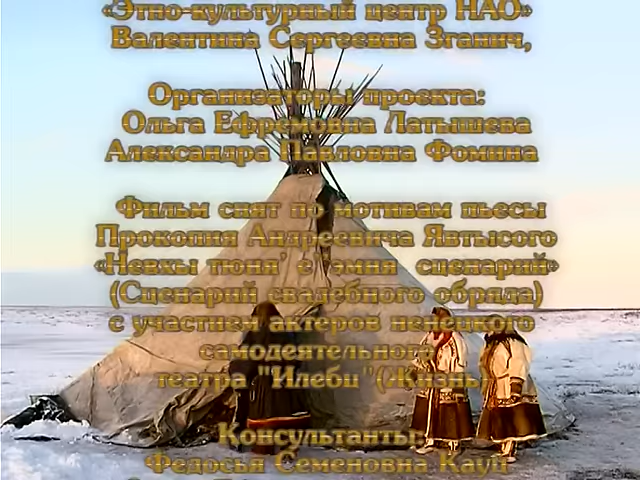 «Этно-культурный центр НАО»
Валентина Сергеевна Зганич,
Организаторы проекта:
Ольга Ефремовна Латышева
Александра Павловна Фомина
Фильм снят по мотивам пьесы
Прокопия Андреевича Явтысого
«Невхы тюня' е"эмня" сценарий»
(Сценарий свадебного обряда)
с участием актеров ненецкого
самодеятельного
театра "Илебц"(Жизнь)
Консультанты:
Федосья Семеновна Кауц